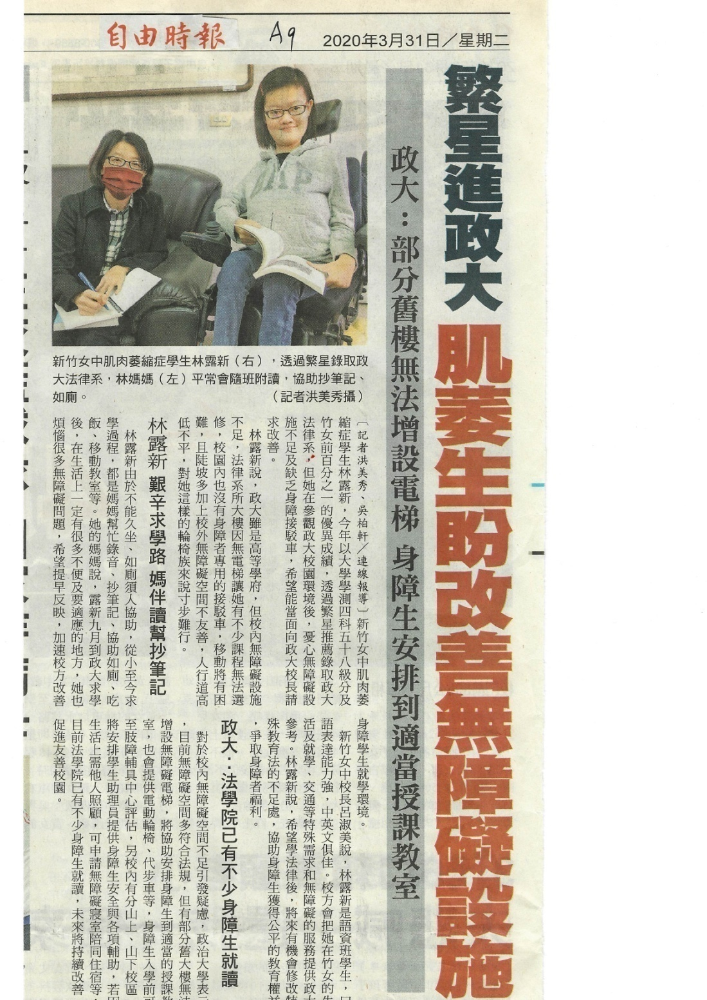 自由時報
A9
2020年3月31日／星期二
繁星進政大 肌萎生盼改善無障礙設施
政大：部分舊樓無法增設電梯 身障生安排到適當授課教室
新竹女中肌肉萎縮症學生林露新（右），透過繁星錄取政
大法律系，林媽媽（左）平常會隨班附讀，協助抄筆記、
如廁。
（記者洪美秀攝）
〔記者洪美秀、吳柏軒／連線報導〕新竹女中肌肉萎
縮症學生林露新，今年以大學學測四科五十八級分及
竹女前百分之一的優異成績，透過繁星推薦錄取政大
法律系，但她在參觀政大校園環境後，憂心無障礙設
施不足及缺乏身障接駁車，希望能當面向政大校長請
求改善。
林露新說，政大雖是高等學府，但校內無障礙設施
不足，法律系所大樓因無電梯讓她有不少課程無法選
修，校園內也沒有身障者專用的接駁車，移動將有困
難，且陡坡多加上校外無障礙空間不友善，人行道高
低不平，對她這樣的輪椅族來說寸步難行。
林露新 艱辛求學路 媽伴讀幫抄筆記
林露新由於不能久坐、如廁須人協助，從小至今求
學過程，都是媽媽幫忙錄音、抄筆記、協助如廁、吃
飯、移動教室等。她的媽媽說，露新九月到政大求學
後，在生活上一定有很多不便及要適應的地方，她也
煩惱很多無障礙問題，希望提早反映，加速校方改善
身障學生就學環境。
新竹女中校長呂淑美說，林露新是語資班學生，口
語表達能力強，中英文俱佳。校方會把她在竹女的生
活及就學、交通等特殊需求和無障礙的服務提供政大
參考。林露新說，希望學法律後，將來有機會修改特
殊教育法的不足處，協助身障生獲得公平的教育權益
，爭取身障者福利。
政大：法學院已有不少身障生就讀
對於校內無障礙空間不足引發疑慮，政治大學表示
，目前無障礙空間多符合法規，但有部分舊大樓無法
增設無障礙電梯，將協助安排身障生到適當的授課教
室，也會提供電動輪椅、代步車等，身障生入學前可
至肢障輔具中心評估，另校內有分山上、山下校區，
將安排學生助理員提供身障生安全與各項輔助，若因
生活上需他人照顧，可申請無障礙寢室陪同住宿等，
目前法學院已有不少身障生就讀，未來將持續改善
促進友善校園。